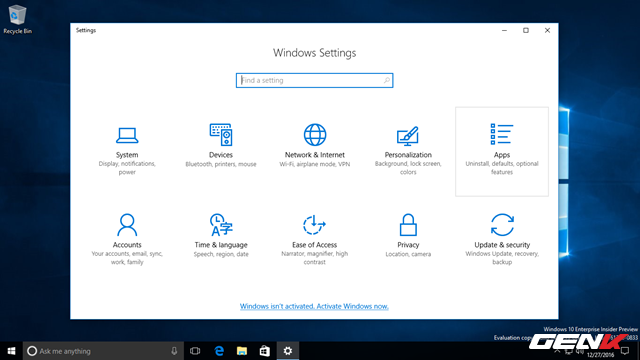 Recycle Bin
Settings
Windows Settings
Find a setting
System
Display, notifications,
power
Devices
Bluetooth, printers, mouse
Network & Internet
Wi-Fi, airplane mode, VPN
Personalization
Background, lock screen,
colors
Apps
Uninstall, defaults, optional
features
Accounts
Your accounts, email, sync,
work, family
Time & language
Speech, region, date
Ease of Access
Narrator, magnifier, high
contrast
Privacy
Location, camera
Update & security
Windows Update, recovery,
backup
Windows isn't activated. Activate Windows now.
Windows 10 Enterprise Insider Preview
Evaluation copy.
GENK
Ask me anything
12/27/2016